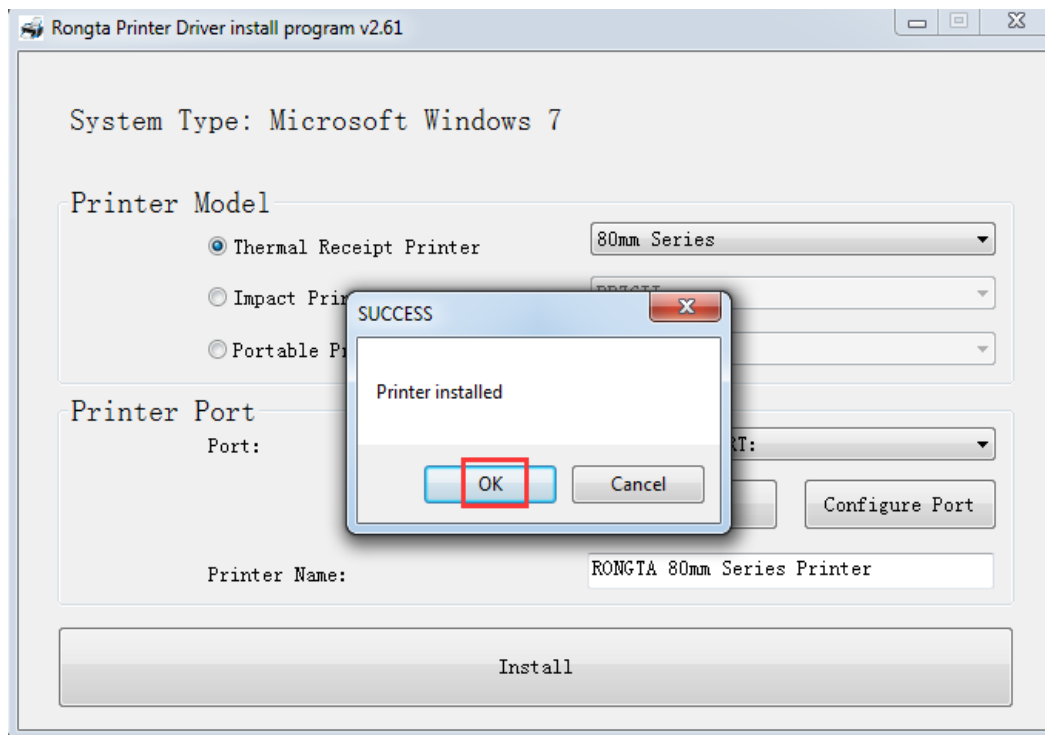 Rongta Printer Driver install program v2.61
System Type: Microsoft Windows 7
Printer Model
Thermal Receipt Printer
80mm Series
Impact
Portable
SUCCESS
Printer installed
OK
Cancel
Printer Port
Port:
Configure Port
Printer Name:
RONGTA 80mm Series Printer
Install